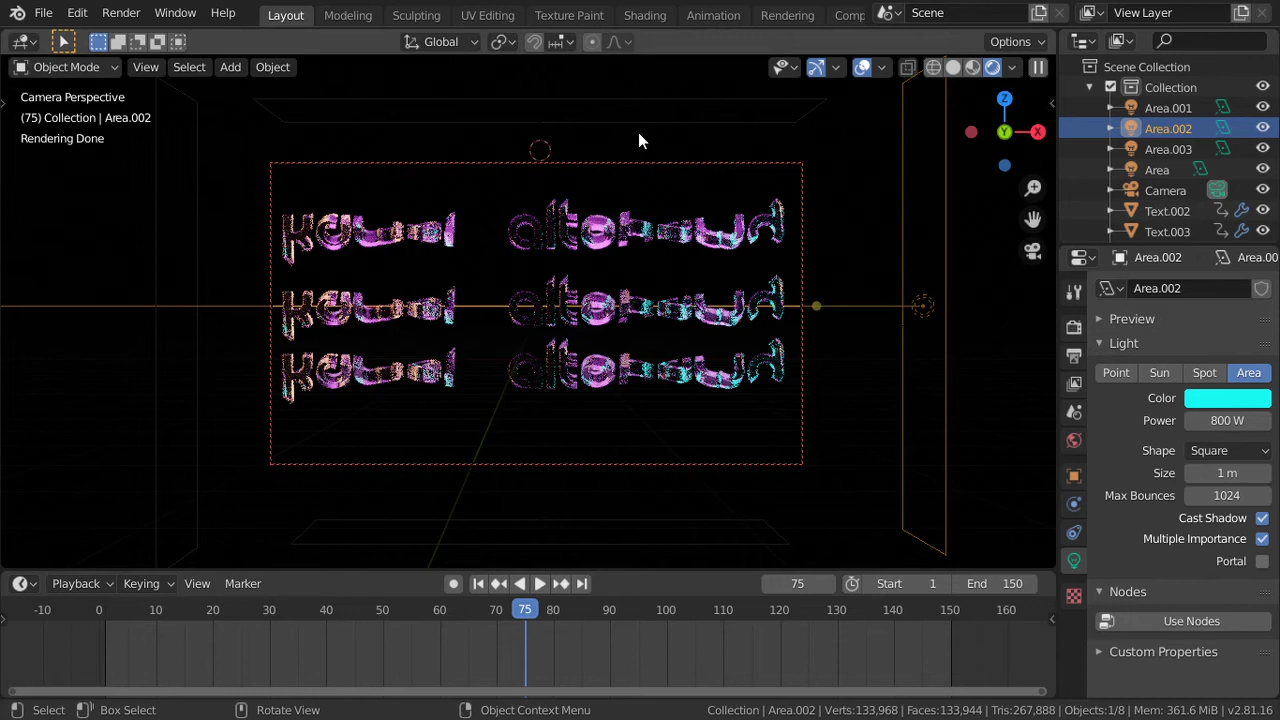 File Edit Render Window Help Layout Modeling Sculpting UV Editing Texture Paint Shading Animation Rendering Comp Scene View Layer
Global Options
Object Mode View Select Add Object
Camera Perspective
(75) Collection | Area.002
Rendering Done
Z
Y
X
Scene Collection
Collection
Area.001
Area.002
Area.003
Area
Camera
Text.002
Text.003
Area.002 Area.00
Area.002
Preview
Light
Point Sun Spot Area
Color
Power 800 W
Shape Square
Size 1 m
Max Bounces 1024
Cast Shadow
Multiple Importance
Portal
Nodes
Use Nodes
Custom Properties
Playback Keying View Marker 75 Start 1 End 150
-10 0 10 20 30 40 50 60 70 75 80 90 100 110 120 130 140 150 160
Select Box Select Rotate View Object Context Menu Collection | Area.002 | Verts:133,968 | Faces:133,944 | Tris:267,888 | Objects:1/8 | Mem: 361.6 MiB | v2.81.16